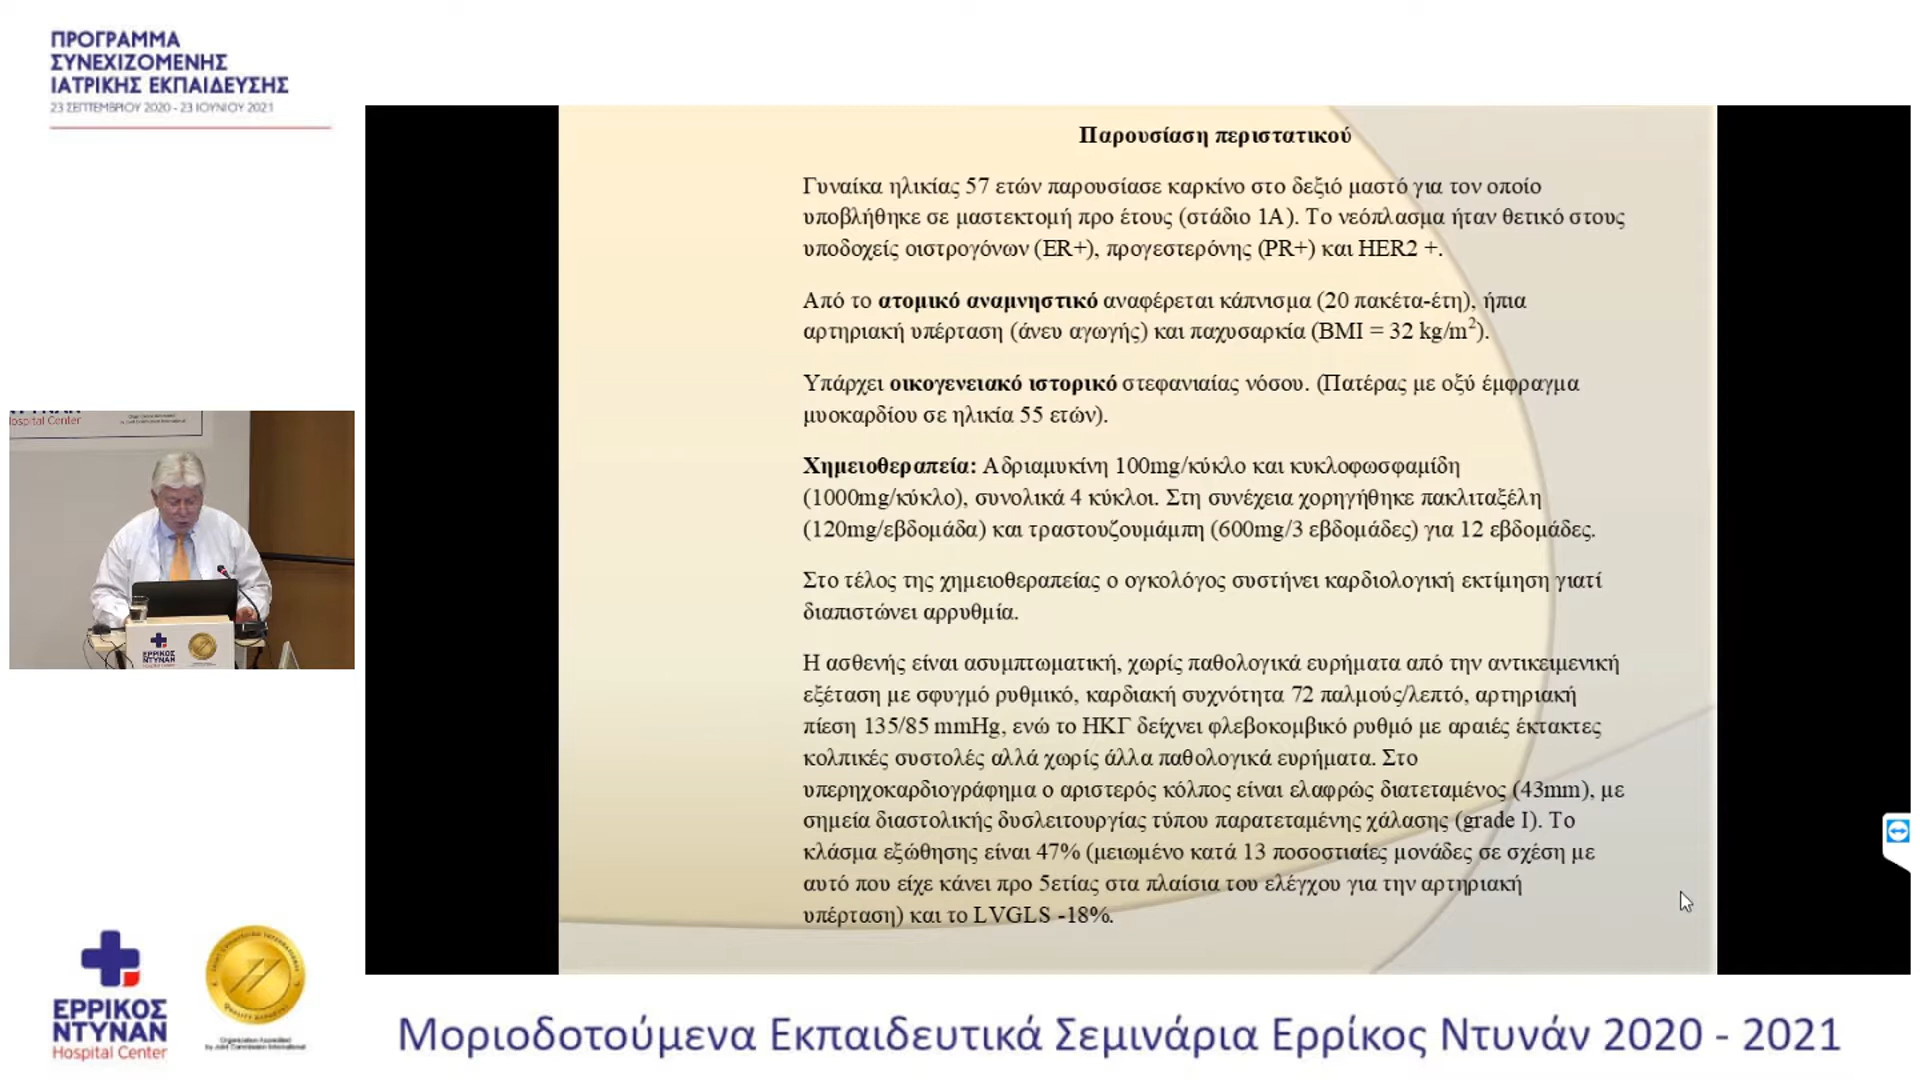 ΠΡΟΓΡΑΜΜΑ
ΣΥΝΕΧΙΖΟΜΕΝΗΣ
ΙΑΤΡΙΚΗΣ ΕΚΠΑΙΔΕΥΣΗΣ
23 ΣΕΠΤΕΜΒΡΙΟΥ 2020 - 23 ΙΟΥΝΙΟΥ 2021
Παρουσίαση περιστατικού
Γυναίκα ηλικίας 57 ετών παρουσίασε καρκίνο στο δεξιό μαστό για τον οποίο
υποβλήθηκε σε μαστεκτομή προ έτους (στάδιο 1Α). Το νεόπλασμα ήταν θετικό στους
υποδοχείς οιστρογόνων (ER+), προγεστερόνης (PR+) και HER2 +.
Από το ατομικό αναμνηστικό αναφέρεται κάπνισμα (20 πακέτα-έτη), ήπια
αρτηριακή υπέρταση (άνευ αγωγής) και παχυσαρκία (BMI = 32 kg/m²).
Υπάρχει οικογενειακό ιστορικό στεφανιαίας νόσου. (Πατέρας με οξύ έμφραγμα
μυοκαρδίου σε ηλικία 55 ετών).
Χημειοθεραπεία: Αδριαμυκίνη 100mg/κύκλο και κυκλοφωσφαμίδη
(1000mg/κύκλο), συνολικά 4 κύκλοι. Στη συνέχεια χορηγήθηκε πακλιταξέλη
(120mg/εβδομάδα) και τραστουζουμάμπη (600mg/3 εβδομάδες) για 12 εβδομάδες.
Στο τέλος της χημειοθεραπείας ο ογκολόγος συστήνει καρδιολογική εκτίμηση γιατί
διαπιστώνει αρρυθμία.
Η ασθενής είναι ασυμπτωματική, χωρίς παθολογικά ευρήματα από την αντικειμενική
εξέταση με σφυγμό ρυθμικό, καρδιακή συχνότητα 72 παλμούς/λεπτό, αρτηριακή
πίεση 135/85 mmHg, ενώ το ΗΚΓ δείχνει φλεβοκομβικό ρυθμό με αραιές έκτακτες
κολπικές συστολές αλλά χωρίς άλλα παθολογικά ευρήματα. Στο
υπερηχοκαρδιογράφημα ο αριστερός κόλπος είναι ελαφρώς διατεταμένος (43mm), με
σημεία διαστολικής δυσλειτουργίας τύπου παρατεταμένης χάλασης (grade I). Το
κλάσμα εξώθησης είναι 47% (μειωμένο κατά 13 ποσοστιαίες μονάδες σε σχέση με
αυτό που είχε κάνει προ 5ετίας στα πλαίσια του ελέγχου για την αρτηριακή
υπέρταση) και το LVGLS -18%.
Hospital Center
ΕΡΡΙΚΟΣ
ΝΤΥΝΑΝ
ΕΡΡΙΚΟΣ
ΝΤΥΝΑΝ
Hospital Center
Organization Accredited
by Joint Commission International
Μοριοδοτούμενα Εκπαιδευτικά Σεμινάρια Ερρίκος Ντυνάν 2020 - 2021